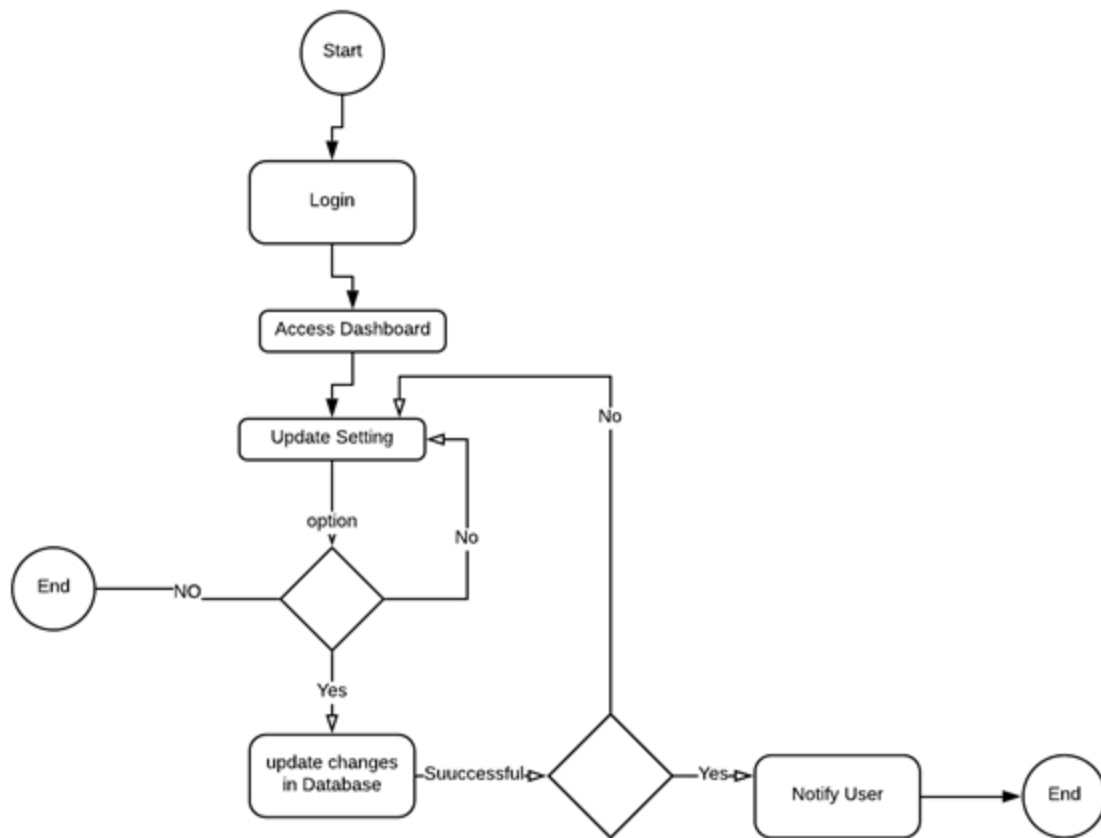 Start
Login
Access Dashboard
No
Update Setting
option
No
End
NO
Yes
update changes
in Database
Suuccessful
Yes
Notify User
End